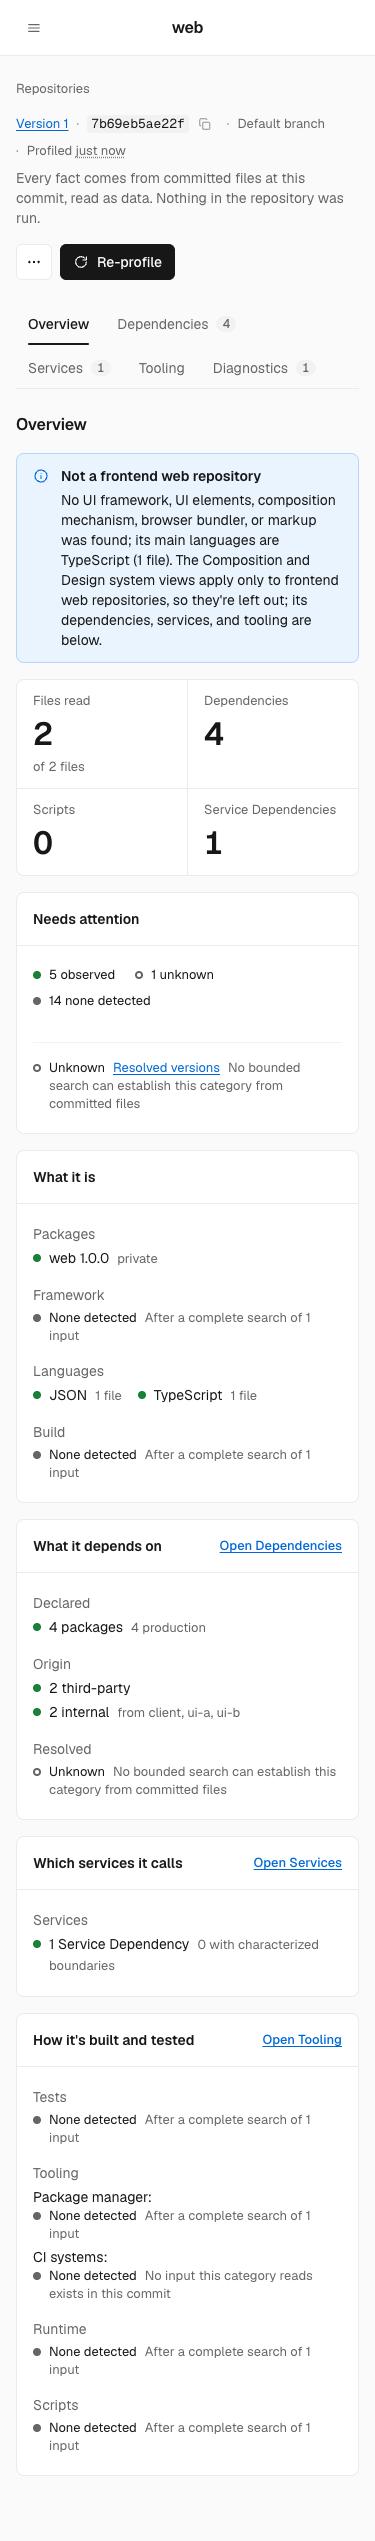 web
Repositories
Version 1 · 7b69eb5ae22f · Default branch
· Profiled just now
Every fact comes from committed files at this
commit, read as data. Nothing in the repository was
run.
Re-profile
Overview Dependencies 4
Services 1 Tooling Diagnostics 1
Overview
Not a frontend web repository
No UI framework, UI elements, composition
mechanism, browser bundler, or markup
was found; its main languages are
TypeScript (1 file). The Composition and
Design system views apply only to frontend
web repositories, so they're left out; its
dependencies, services, and tooling are
below.
Files read Dependencies
2 4
of 2 files
Scripts Service Dependencies
0 1
Needs attention
5 observed 1 unknown
14 none detected
Unknown Resolved versions No bounded
search can establish this category from
committed files
What it is
Packages
web 1.0.0 private
Framework
None detected After a complete search of 1
input
Languages
JSON 1 file TypeScript 1 file
Build
None detected After a complete search of 1
input
What it depends on Open Dependencies
Declared
4 packages 4 production
Origin
2 third-party
2 internal from client, ui-a, ui-b
Resolved
Unknown No bounded search can establish this
category from committed files
Which services it calls Open Services
Services
1 Service Dependency 0 with characterized
boundaries
How it's built and tested Open Tooling
Tests
None detected After a complete search of 1
input
Tooling
Package manager:
None detected After a complete search of 1
input
CI systems:
None detected No input this category reads
exists in this commit
Runtime
None detected After a complete search of 1
input
Scripts
None detected After a complete search of 1
input